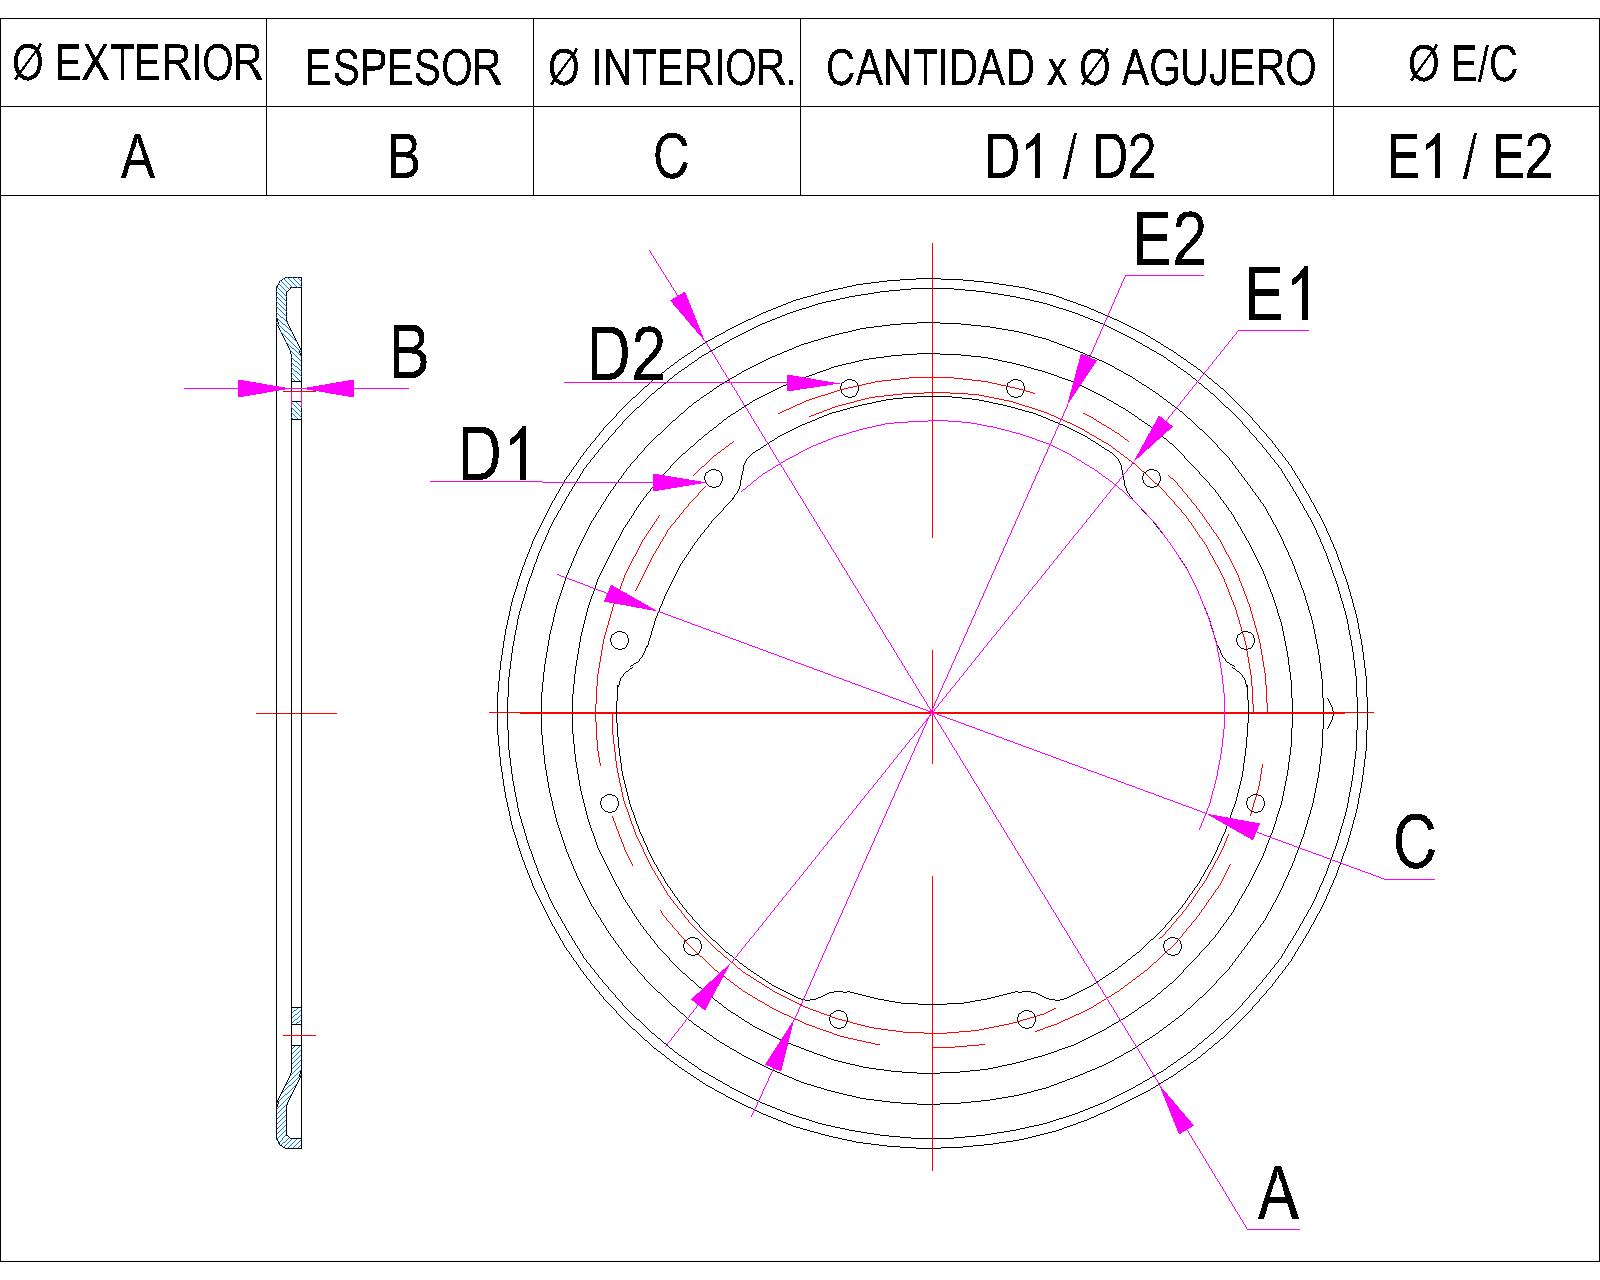 Ø EXTERIOR ESPESOR Ø INTERIOR. CANTIDAD x Ø AGUJERO Ø E/C
A B C D1 / D2 E1 / E2
E2
E1
B
D2
D1
C
A